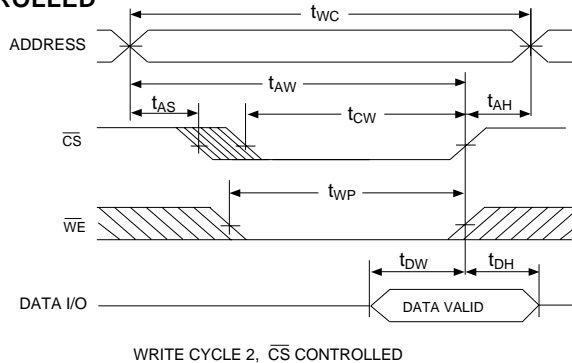 ROLLED
tWC
ADDRESS
tAW
tAS
tCW
tAH
CS
tWP
WE
tDW
tDH
DATA I/O
DATA VALID
WRITE CYCLE 2, CS CONTROLLED